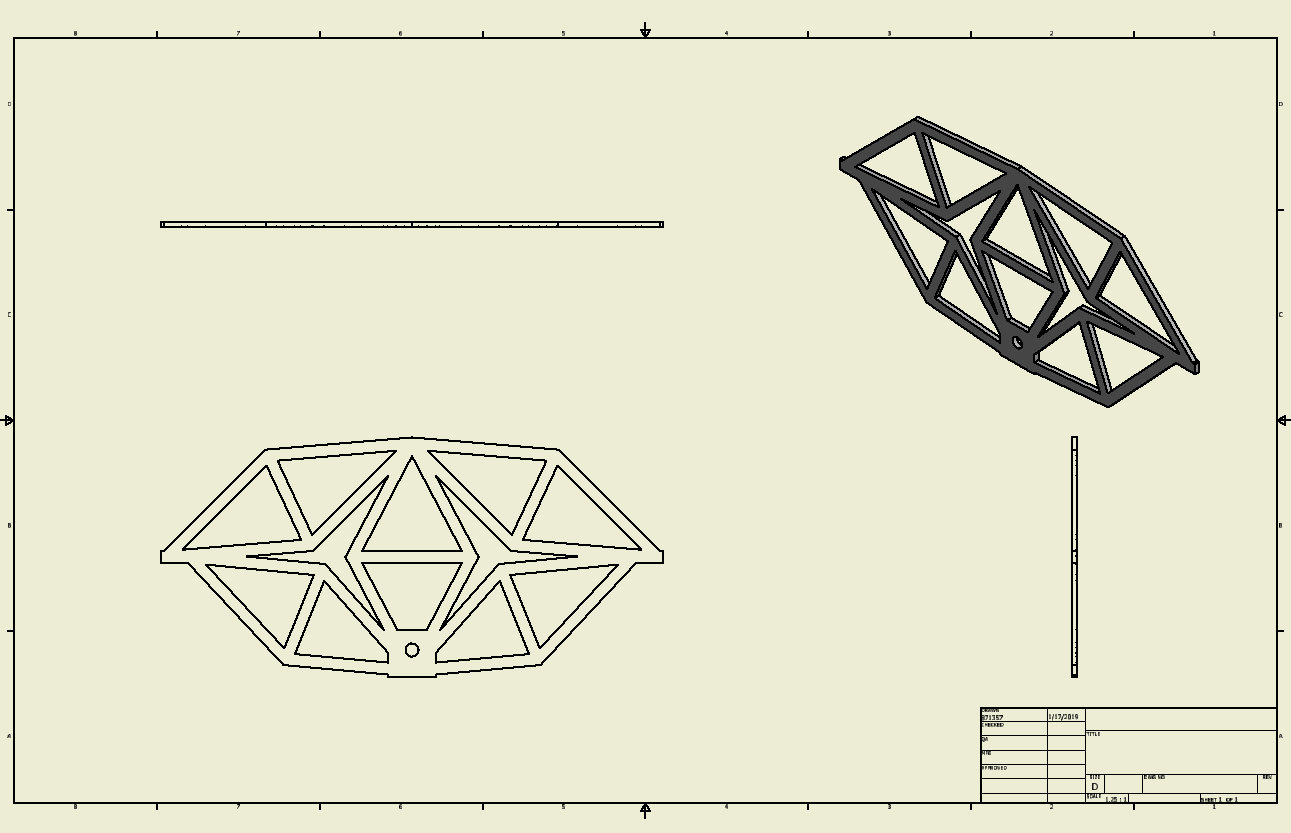 8 7 6 5 4 3 2 1
D D
C C
B B
A A
DRAWN
871357 1/17/2019
CHECKED
TITLE
QA
MFG
APPROVED
SIZE DWG NO REV
D
SCALE 1.25 : 1 SHEET 1 OF 1
8 7 6 5 4 3 2 1